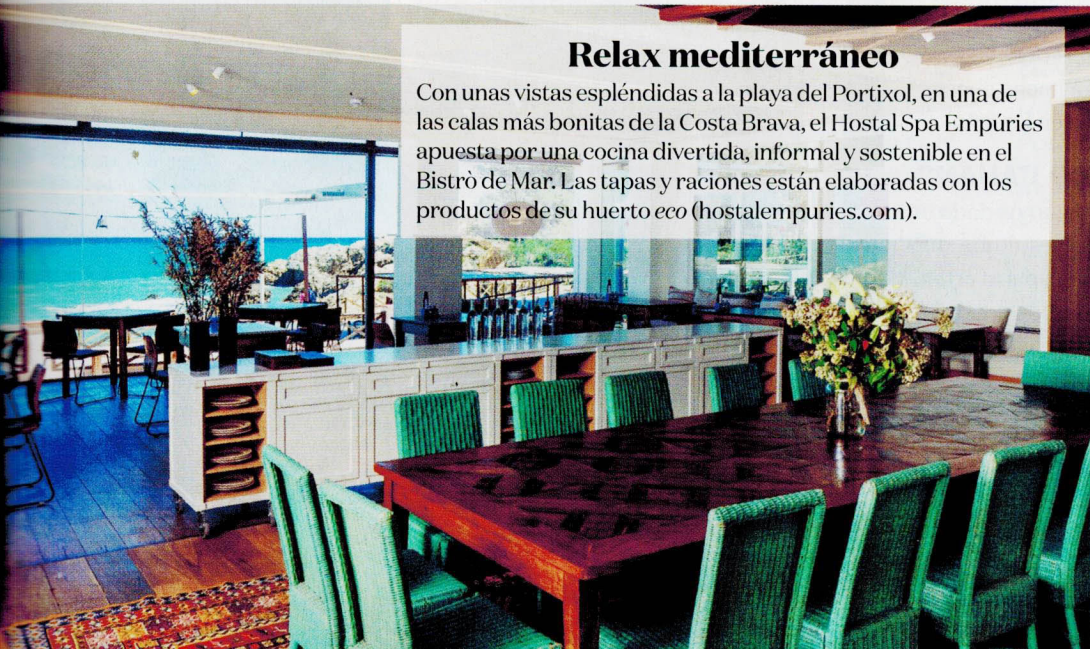 Relax mediterráneo
Con unas vistas espléndidas a la playa del Portixol, en una de
las calas más bonitas de la Costa Brava, el Hostal Spa Empúries
apuesta por una cocina divertida, informal y sostenible en el
Bistrò de Mar. Las tapas y raciones están elaboradas con los
productos de su huerto eco (hostalempuries.com).